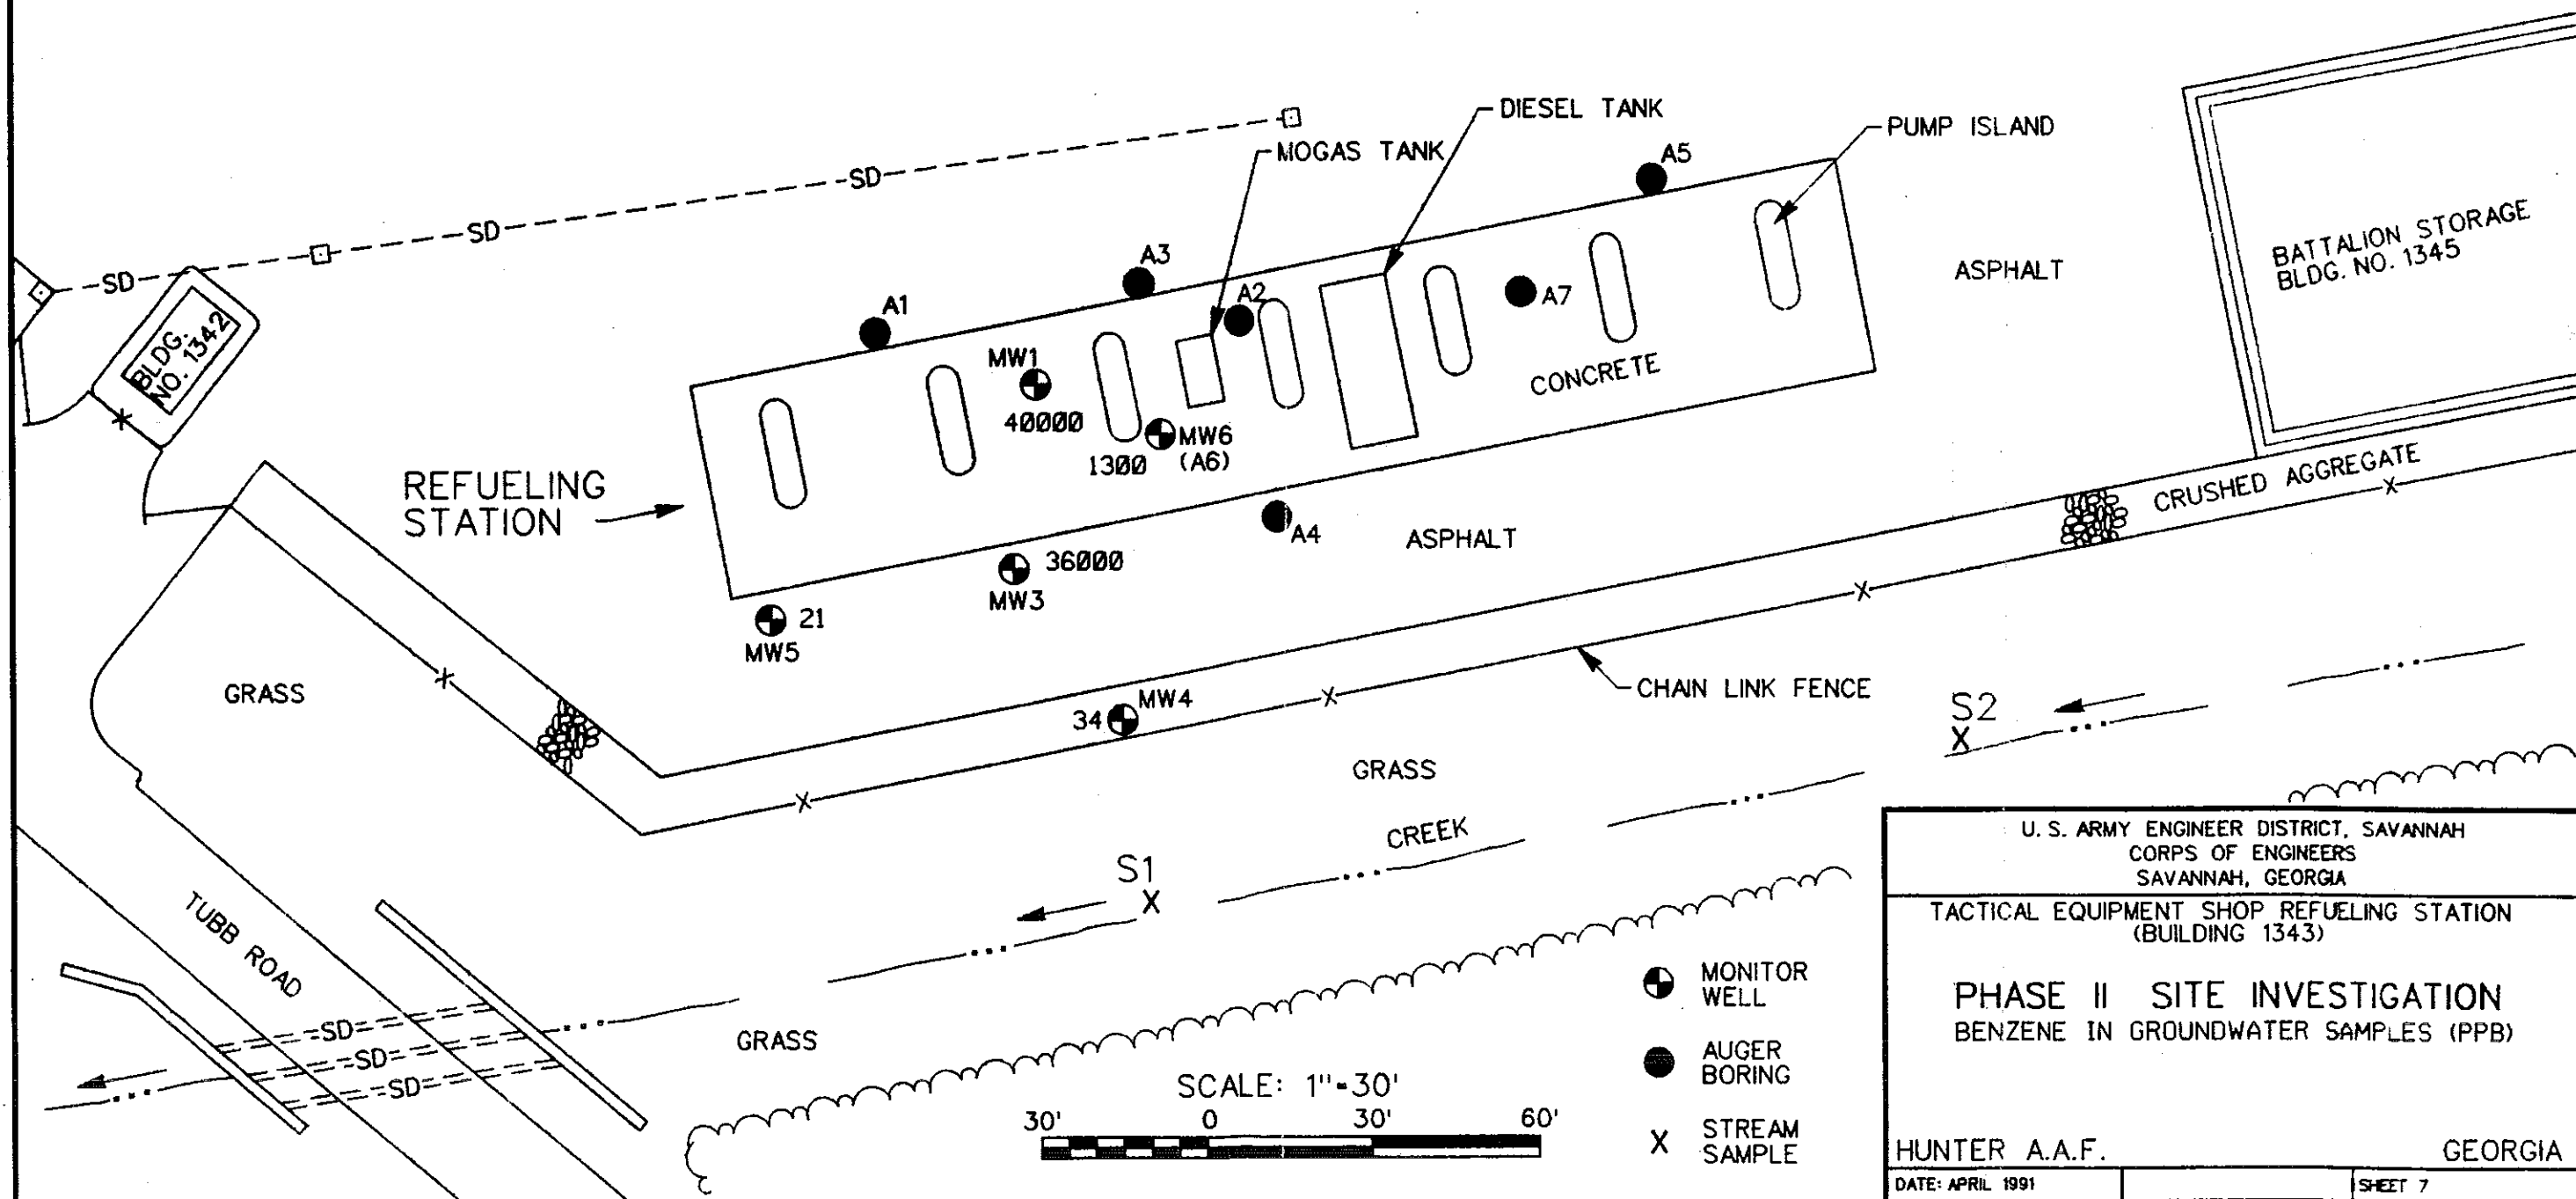 DIESEL TANK
MOGAS TANK
PUMP ISLAND
A5
SD
SD
SD
A3
A2
A1
A7
ASPHALT
BATTALION STORAGE
BLDG. NO. 1345
BLDG.
NO. 1342
MW1
40000
CONCRETE
MW6
1300 (A6)
REFUELING
STATION
A4
ASPHALT
CRUSHED AGGREGATE
X
36000
MW3
21
MW5
X
X
X
GRASS
CHAIN LINK FENCE
X
MW4
34
S2
X
GRASS
X
CREEK
S1
X
TUBB ROAD
SD
SD
SD
GRASS
MONITOR
WELL
AUGER
BORING
X STREAM
SAMPLE
SCALE: 1"=30'
30' 0 30' 60'
U. S. ARMY ENGINEER DISTRICT, SAVANNAH
CORPS OF ENGINEERS
SAVANNAH, GEORGIA
TACTICAL EQUIPMENT SHOP REFUELING STATION
(BUILDING 1343)
PHASE II SITE INVESTIGATION
BENZENE IN GROUNDWATER SAMPLES (PPB)
HUNTER A.A.F. GEORGIA
DATE: APRIL 1991 SHEET 7